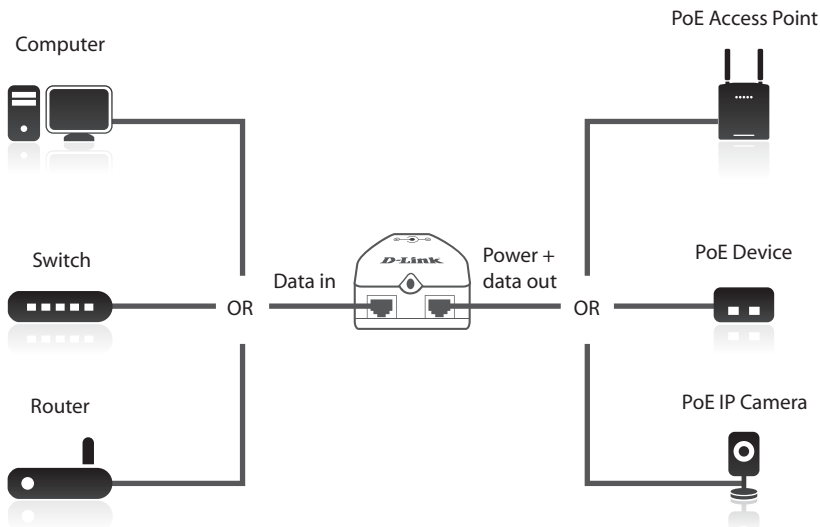 PoE Access Point
Computer
D-Link
Switch
Data in
Power +
data out
PoE Device
OR
OR
Router
PoE IP Camera